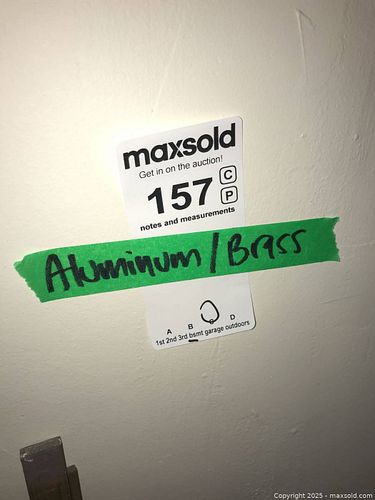 maxsold
Get in on the auction!
157 C
P
notes and measurements
Aluminum / Brass
A B C D
1st 2nd 3rd bsmt garage outdoors
Copyright 2025 - maxsold.com